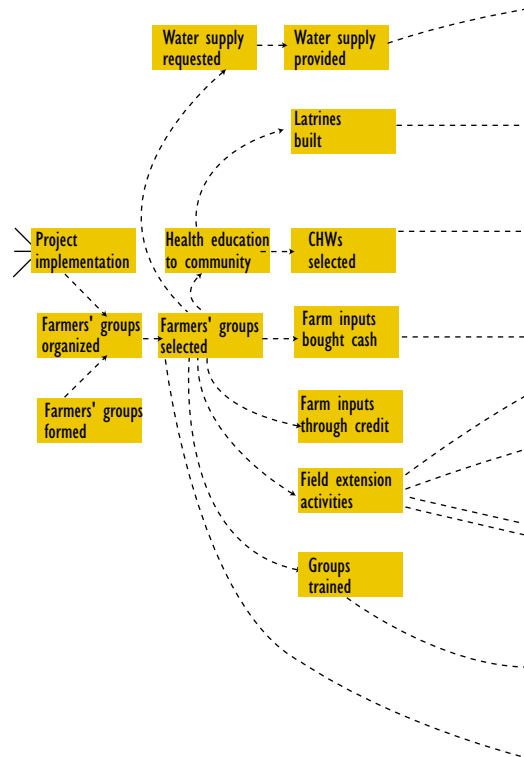 Water supply
requested
Water supply
provided
Latrines
built
Project
implementation
Health education
to community
CHWs
selected
Farmers' groups
organized
Farmers' groups
selected
Farm inputs
bought cash
Farmers' groups
formed
Farm inputs
through credit
Field extension
activities
Groups
trained